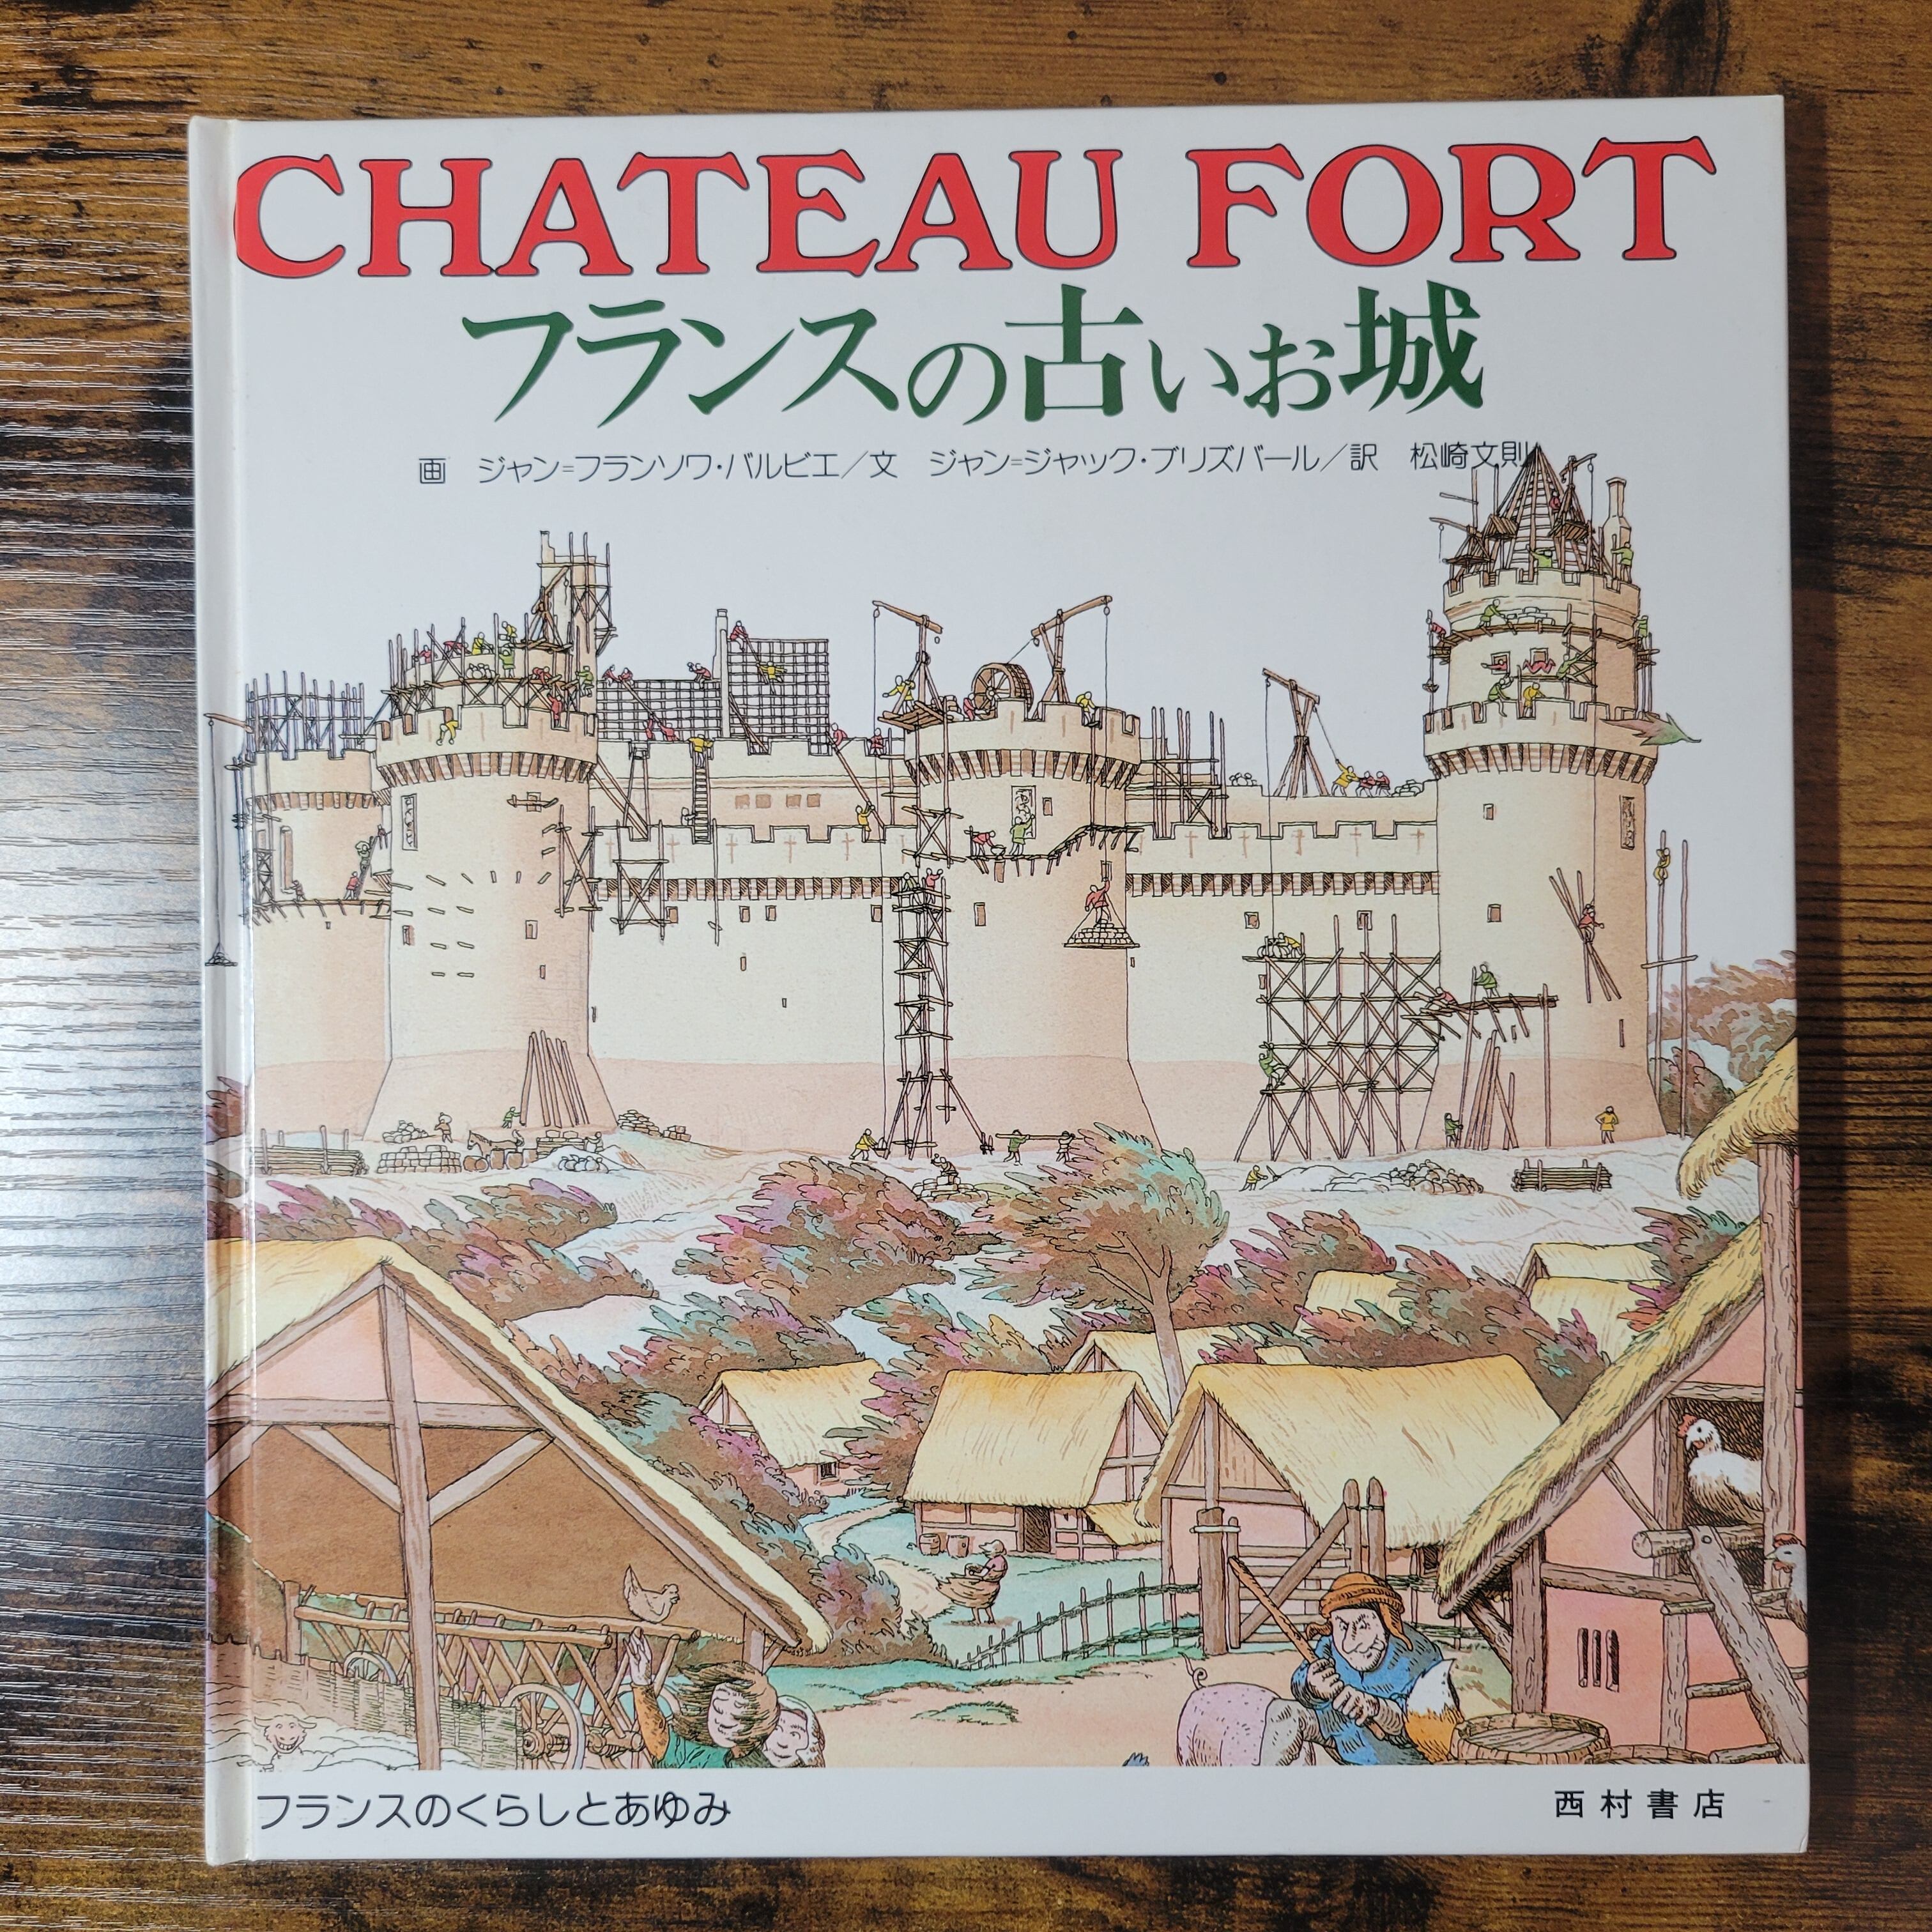 CHATEAU FORT
フランスの古いお城
画 ジャン=フランソワ・バルビエ／文 ジャン=ジャック・ブリズバール／訳 松崎文則
フランスのくらしとあゆみ
西村書店